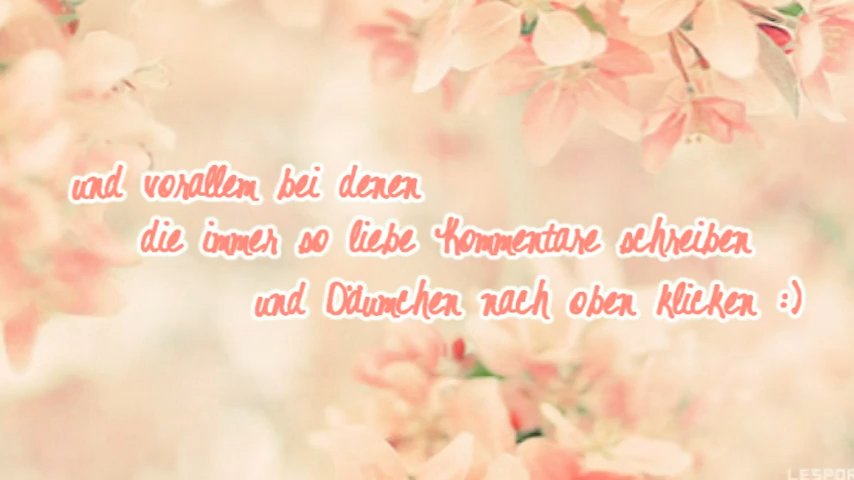 und vorallem bei denen
die immer so liebe Kommentare schreiben
und Däumchen nach oben klicken :)